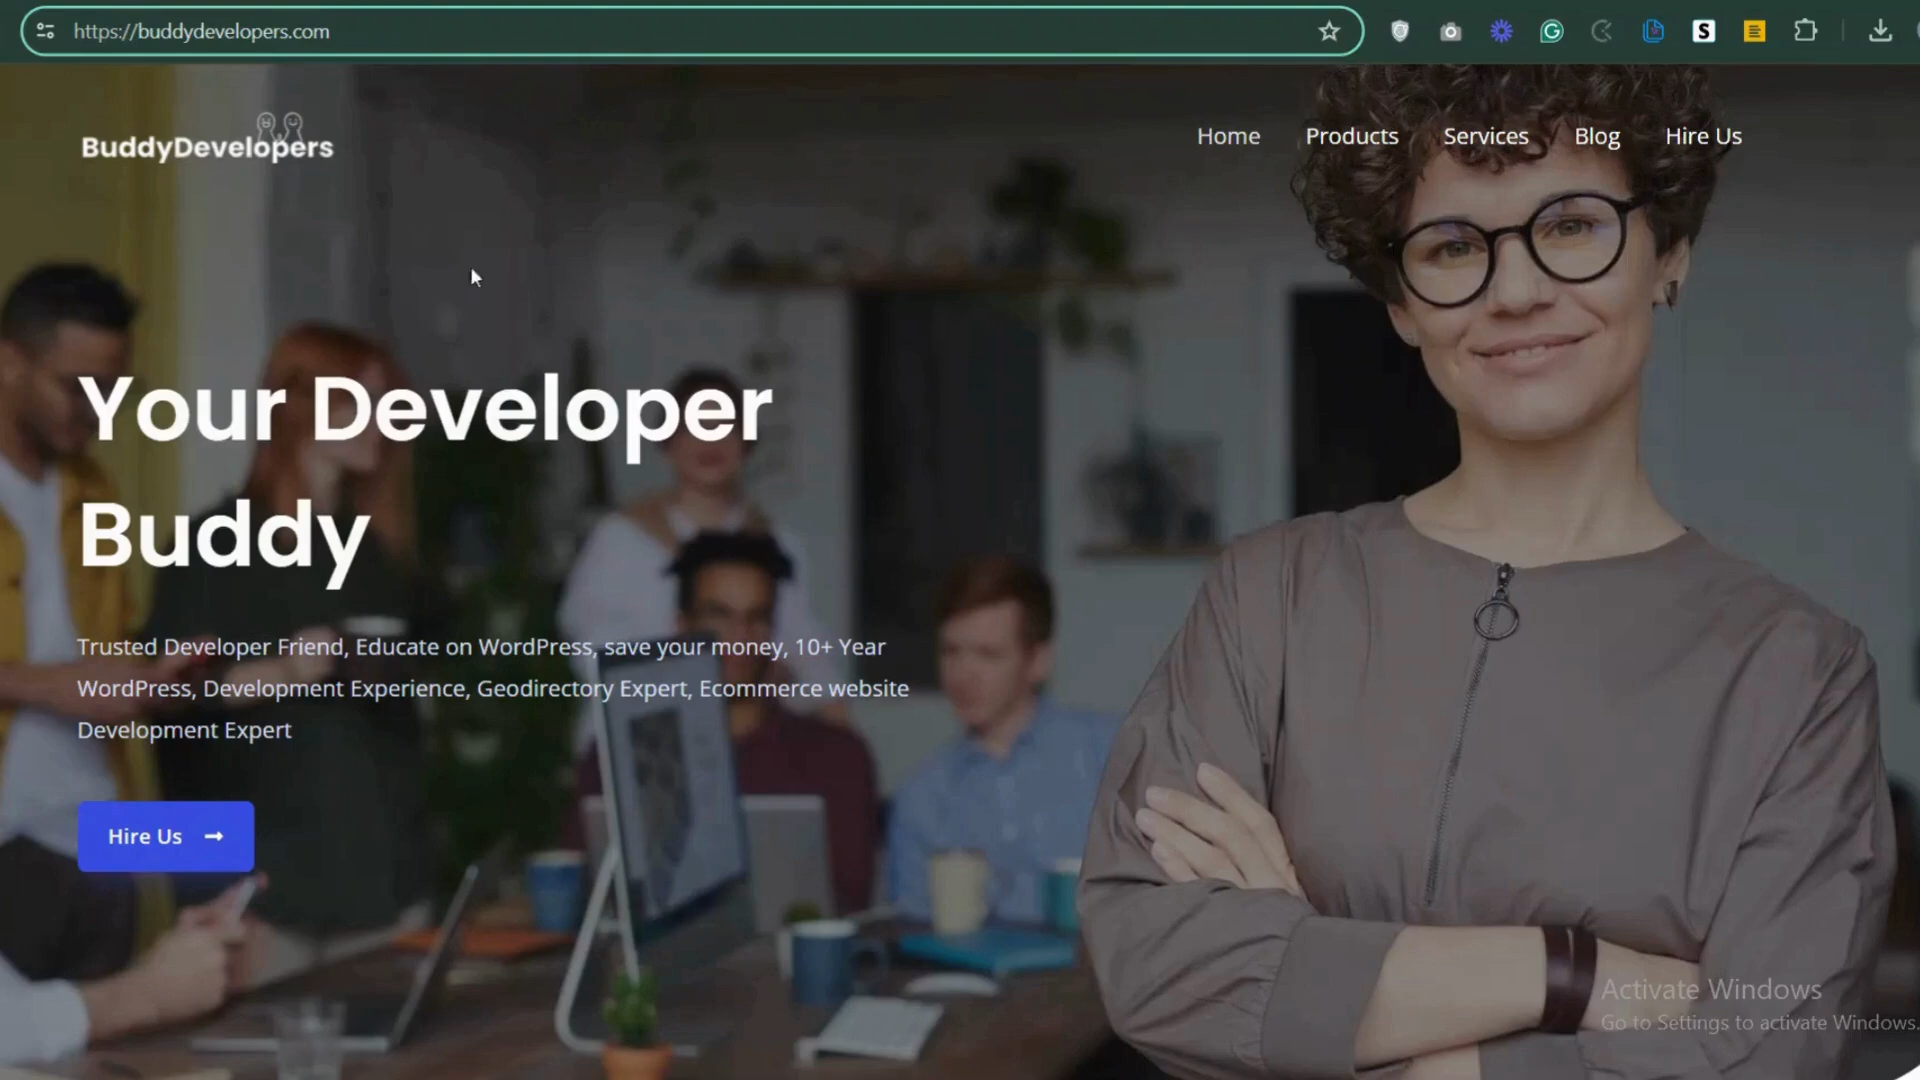 https://buddydevelopers.com
BuddyDevelopers
Home Products Services Blog Hire Us
Your Developer
Buddy
Trusted Developer Friend, Educate on WordPress, save your money, 10+ Year
WordPress, Development Experience, Geodirectory Expert, Ecommerce website
Development Expert
Hire Us →
Activate Windows
Go to Settings to activate Windows.